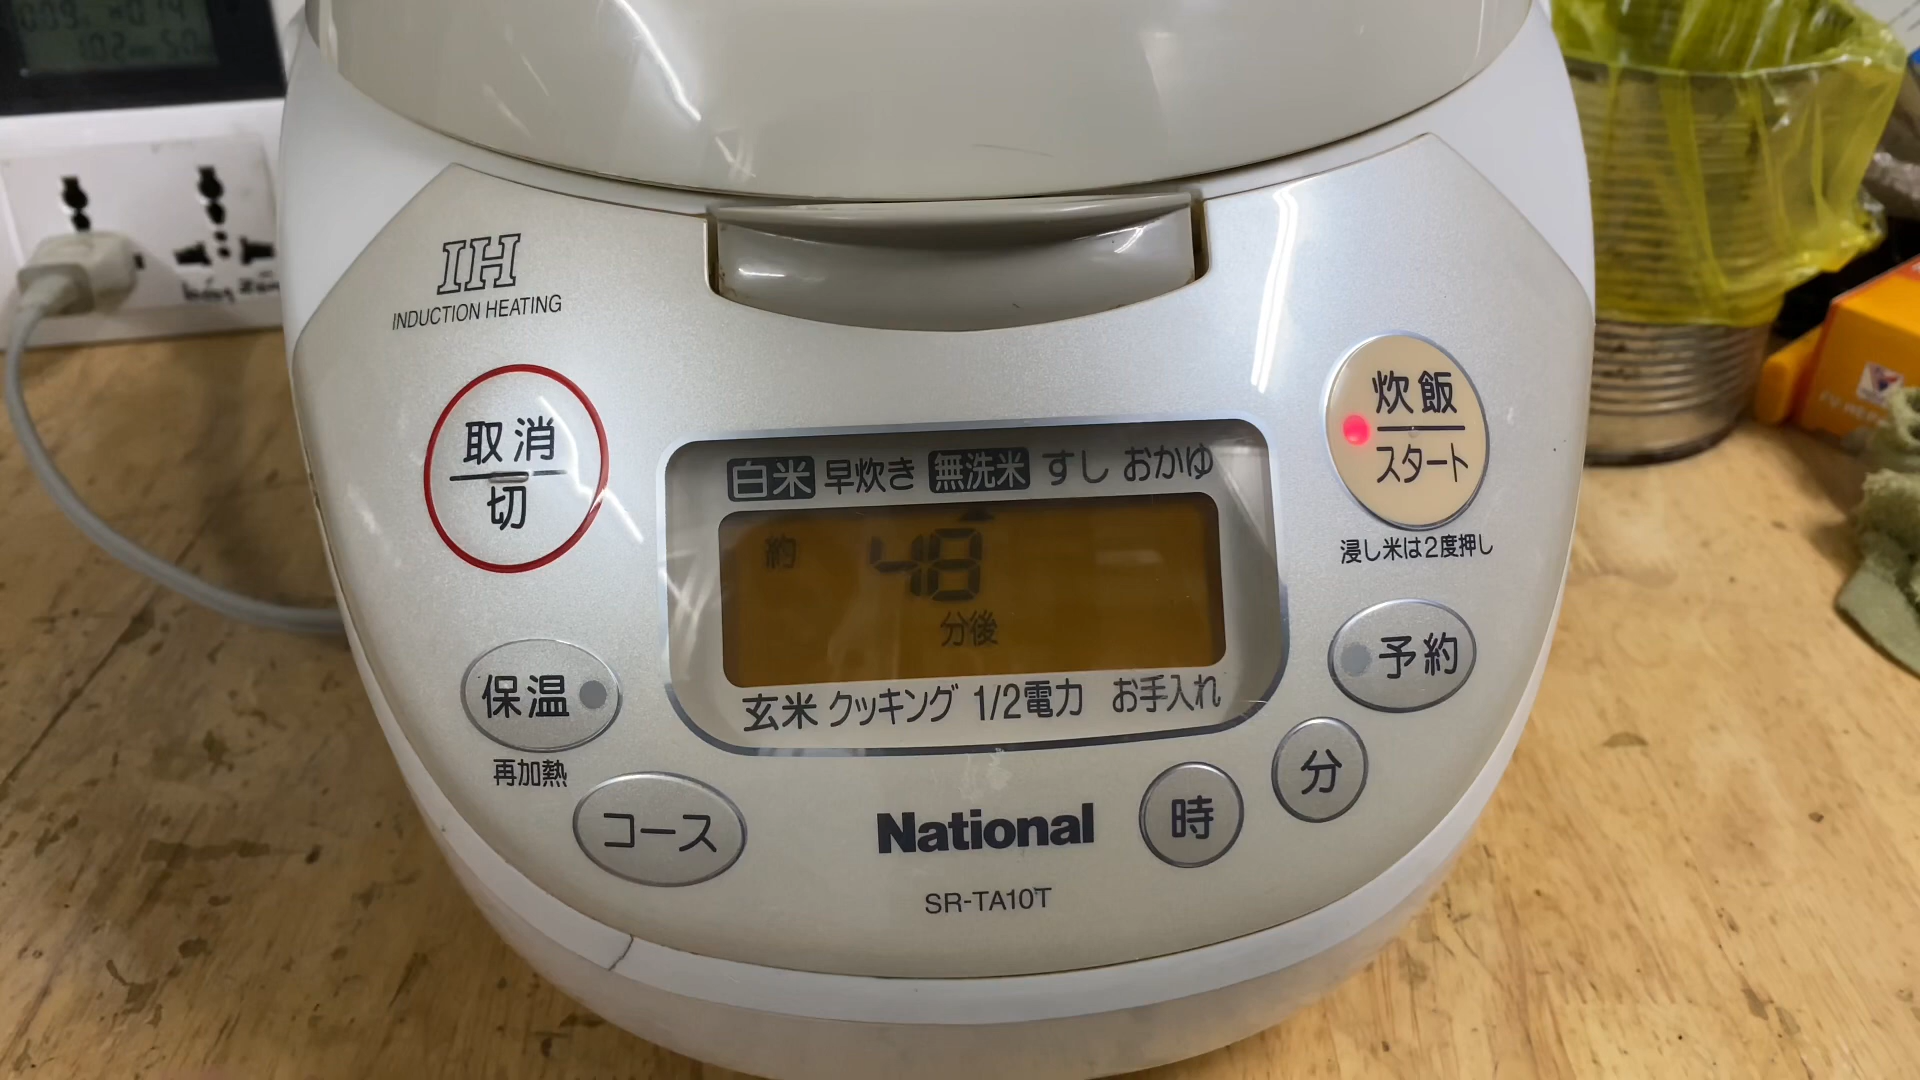 IH
INDUCTION HEATING
取消
切
炊飯
スタート
浸し米は2度押し
白米 早炊き 無洗米 すし おかゆ
約 48
分後
玄米 クッキング 1/2電力 お手入れ
保温
再加熱
予約
コース
時
分
National
SR-TA10T